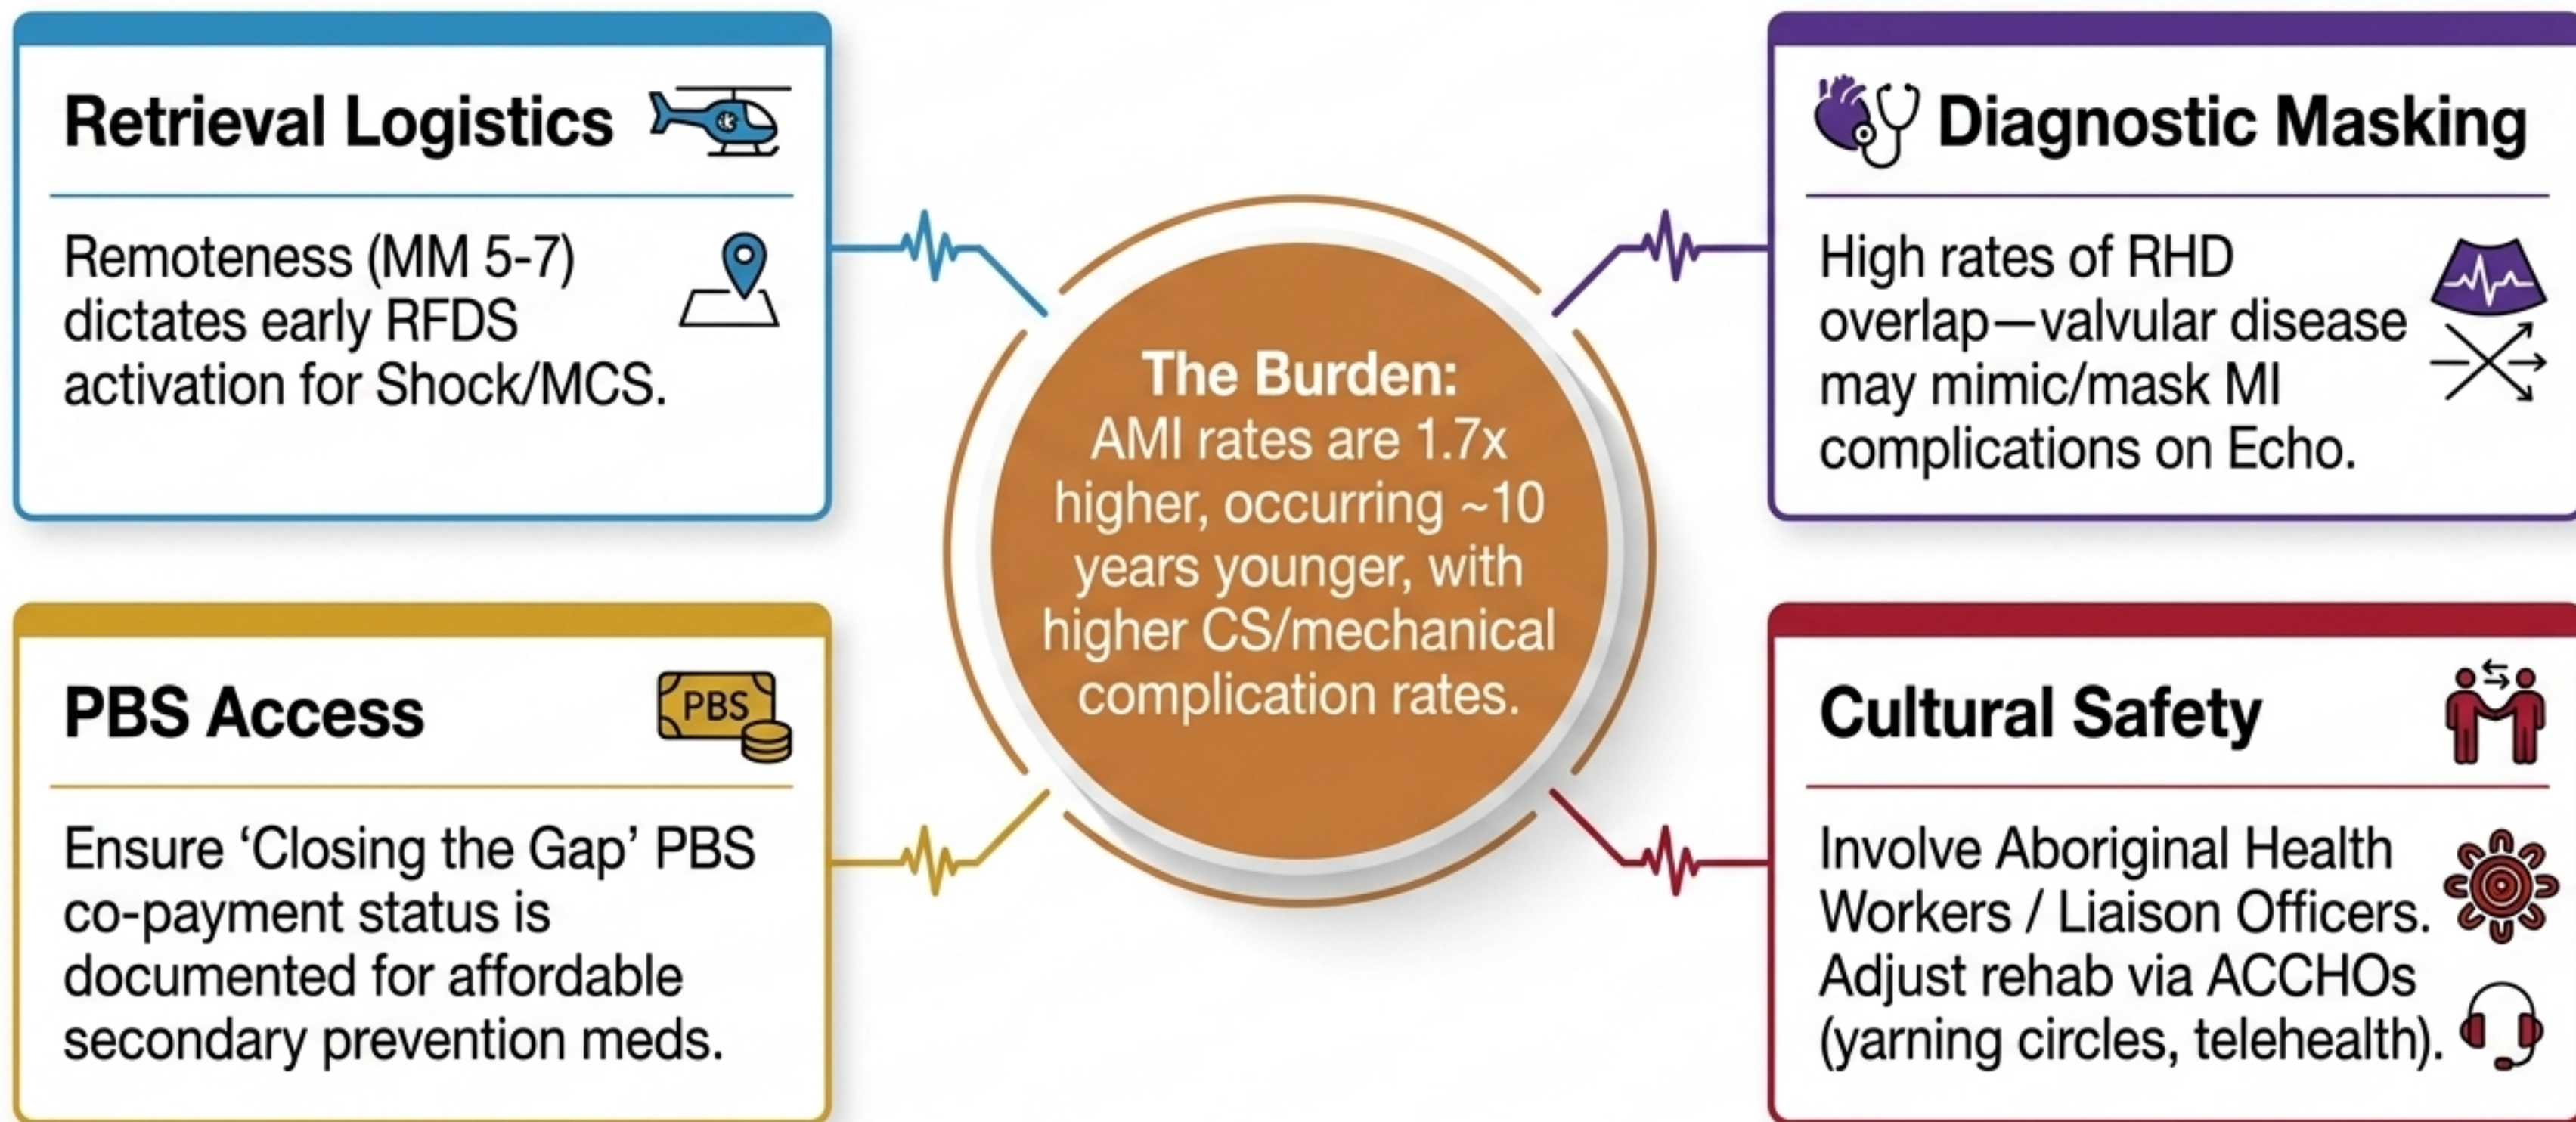 Retrieval Logistics
Remoteness (MM 5-7)
dictates early RFDS
activation for Shock/MCS.
Diagnostic Masking
High rates of RHD
overlap—valvular disease
may mimic/mask MI
complications on Echo.
The Burden:
AMI rates are 1.7x
higher, occurring ~10
years younger, with
higher CS/mechanical
complication rates.
PBS Access
PBS
Ensure ‘Closing the Gap’ PBS
co-payment status is
documented for affordable
secondary prevention meds.
Cultural Safety
Involve Aboriginal Health
Workers / Liaison Officers.
Adjust rehab via ACCHOs
(yarning circles, telehealth).